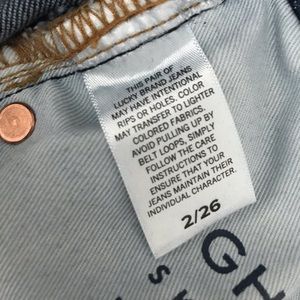 THIS PAIR OF
LUCKY BRAND JEANS
MAY HAVE INTENTIONAL
RIPS OR HOLES. COLOR
MAY TRANSFER TO LIGHTER
COLORED FABRICS.
AVOID PULLING UP BY
BELT LOOPS. SIMPLY
FOLLOW THE CARE
INSTRUCTIONS TO
ENSURE THAT YOUR
JEANS MAINTAIN THEIR
INDIVIDUAL CHARACTER.
2/26